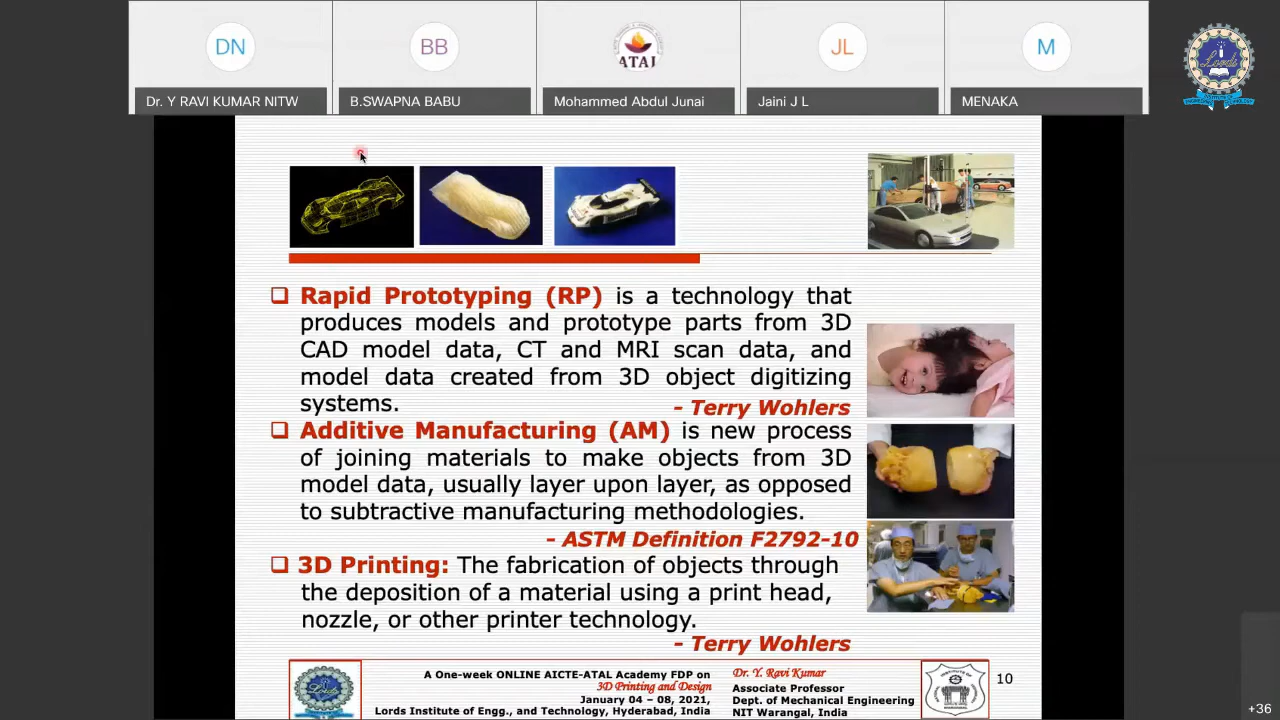 DN
BB
ATAL
JL
M
Dr. Y RAVI KUMAR NITW
B.SWAPNA BABU
Mohammed Abdul Junai
Jaini J L
MENAKA
Lords
❑ Rapid Prototyping (RP) is a technology that
produces models and prototype parts from 3D
CAD model data, CT and MRI scan data, and
model data created from 3D object digitizing
systems.
- Terry Wohlers
❑ Additive Manufacturing (AM) is new process
of joining materials to make objects from 3D
model data, usually layer upon layer, as opposed
to subtractive manufacturing methodologies.
- ASTM Definition F2792-10
❑ 3D Printing: The fabrication of objects through
the deposition of a material using a print head,
nozzle, or other printer technology.
- Terry Wohlers
Lords
A One-week ONLINE AICTE-ATAL Academy FDP on
3D Printing and Design
January 04 – 08, 2021,
Lords Institute of Engg., and Technology, Hyderabad, India
Dr. Y. Ravi Kumar
Associate Professor
Dept. of Mechanical Engineering
NIT Warangal, India
10
+36